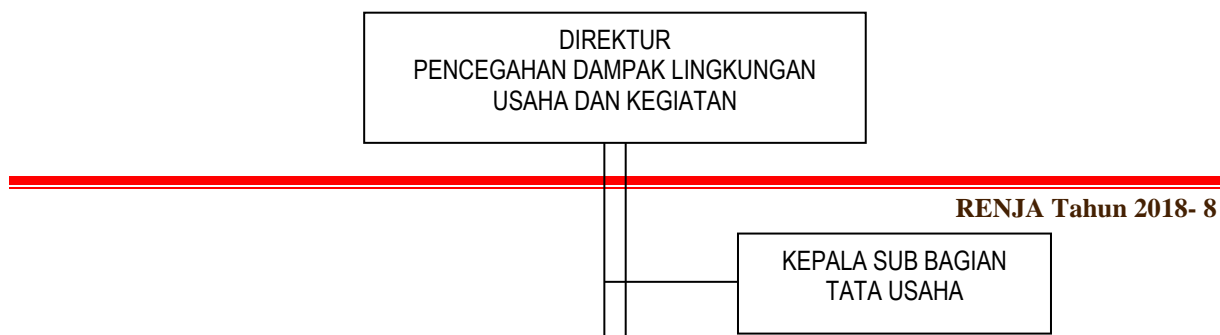 DIREKTUR
PENCEGAHAN DAMPAK LINGKUNGAN
USAHA DAN KEGIATAN
RENJA Tahun 2018- 8
KEPALA SUB BAGIAN
TATA USAHA